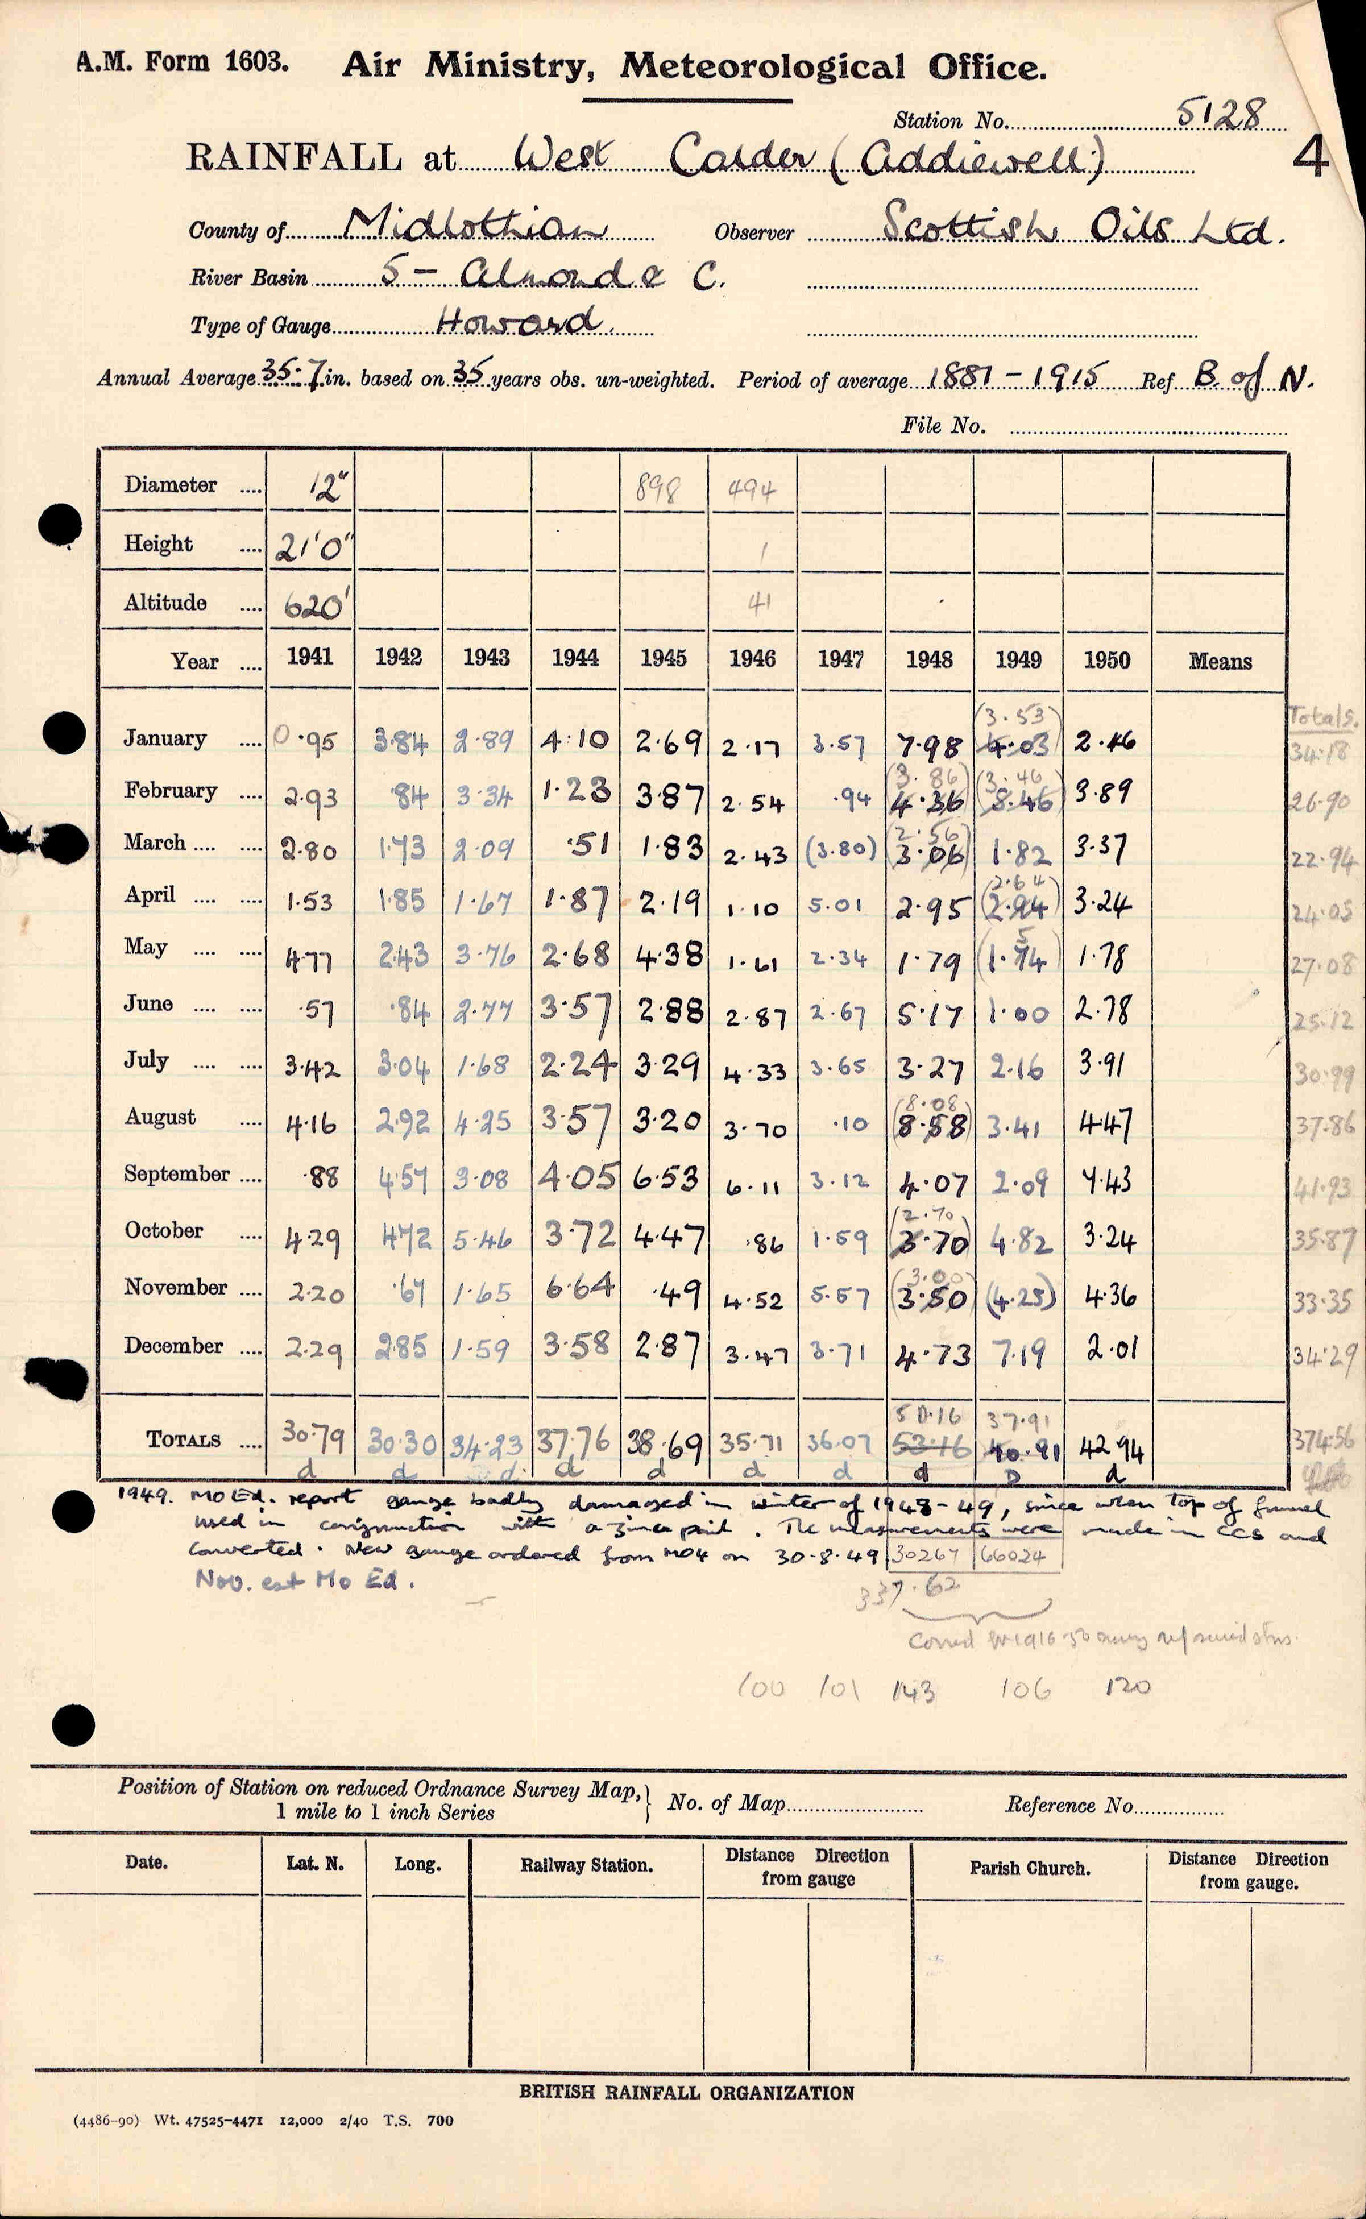 A.M. Form 1603. Air Ministry, Meteorological Office.
Station No. 5128
RAINFALL at West Calder (Addiewell) 4
County of Midlothian Observer Scottish Oils Ltd.
River Basin 5 - Almond & C.
Type of Gauge Howard.
Annual Average 35.7 in. based on 35 years obs. un-weighted. Period of average 1881-1915 Ref B of N.
File No.
Diameter .... 12" 898 494
Height .... 21'0" 1
Altitude .... 620' 41
Year .... 1941 1942 1943 1944 1945 1946 1947 1948 1949 1950 Means
(3.53) Totals.
January .... 0.95 3.84 2.89 4.10 2.69 2.17 3.57 7.98 4.03 2.46 34.18
(3.86) (3.46)
February .... 2.93 .84 3.34 1.23 3.87 2.54 .94 4.36 3.46 3.89 26.90
(2.56)
March .... .... 2.80 1.73 2.09 .51 1.83 2.43 (3.80) 3.06 1.82 3.37 22.94
(2.64)
April .... .... 1.53 1.85 1.67 1.87 2.19 1.10 5.01 2.95 2.94 3.24 24.05
5
May .... .... 4.77 2.43 3.76 2.68 4.38 1.61 2.34 1.79 (1.74) 1.78 27.08
June .... .... .57 .84 2.77 3.57 2.88 2.87 2.67 5.17 1.00 2.78 25.12
July .... .... 3.42 3.04 1.68 2.24 3.29 4.33 3.65 3.27 2.16 3.91 30.99
(8.08)
August .... 4.16 2.92 4.25 3.57 3.20 3.70 .10 8.58 3.41 4.47 37.86
September .... .88 4.57 3.08 4.05 6.53 6.11 3.12 4.07 2.09 7.43 41.93
(2.70)
October .... 4.29 4.72 5.46 3.72 4.47 .86 1.59 3.70 4.82 3.24 35.87
(3.00)
November .... 2.20 .67 1.65 6.64 .49 4.52 5.57 3.50 (4.25) 4.36 33.35
December .... 2.29 2.85 1.59 3.58 2.87 3.47 3.71 4.73 7.19 2.01 34.29
50.16 37.91
TOTALS .... 30.79 30.30 34.23 37.76 38.69 35.71 36.07 53.16 40.91 42.94 374.56
d d d d d d d d D d
1949. MO Ed. report gauge badly damaged in winter of 1948-49, since when top of funnel
used in conjunction with a zinc pail. The measurements were made in CCS and
converted. New gauge ordered from MO4 on 30.8.49 30267 66024
Nov. est Mo Ed.
337.62
1916-50
100 101 143 106 120
Position of Station on reduced Ordnance Survey Map, } No. of Map Reference No.
1 mile to 1 inch Series
Date. Lat. N. Long. Railway Station. Distance Direction from gauge Parish Church. Distance Direction from gauge.
BRITISH RAINFALL ORGANIZATION
(4486-90) Wt. 47525-4471 12,000 2/40 T.S. 700